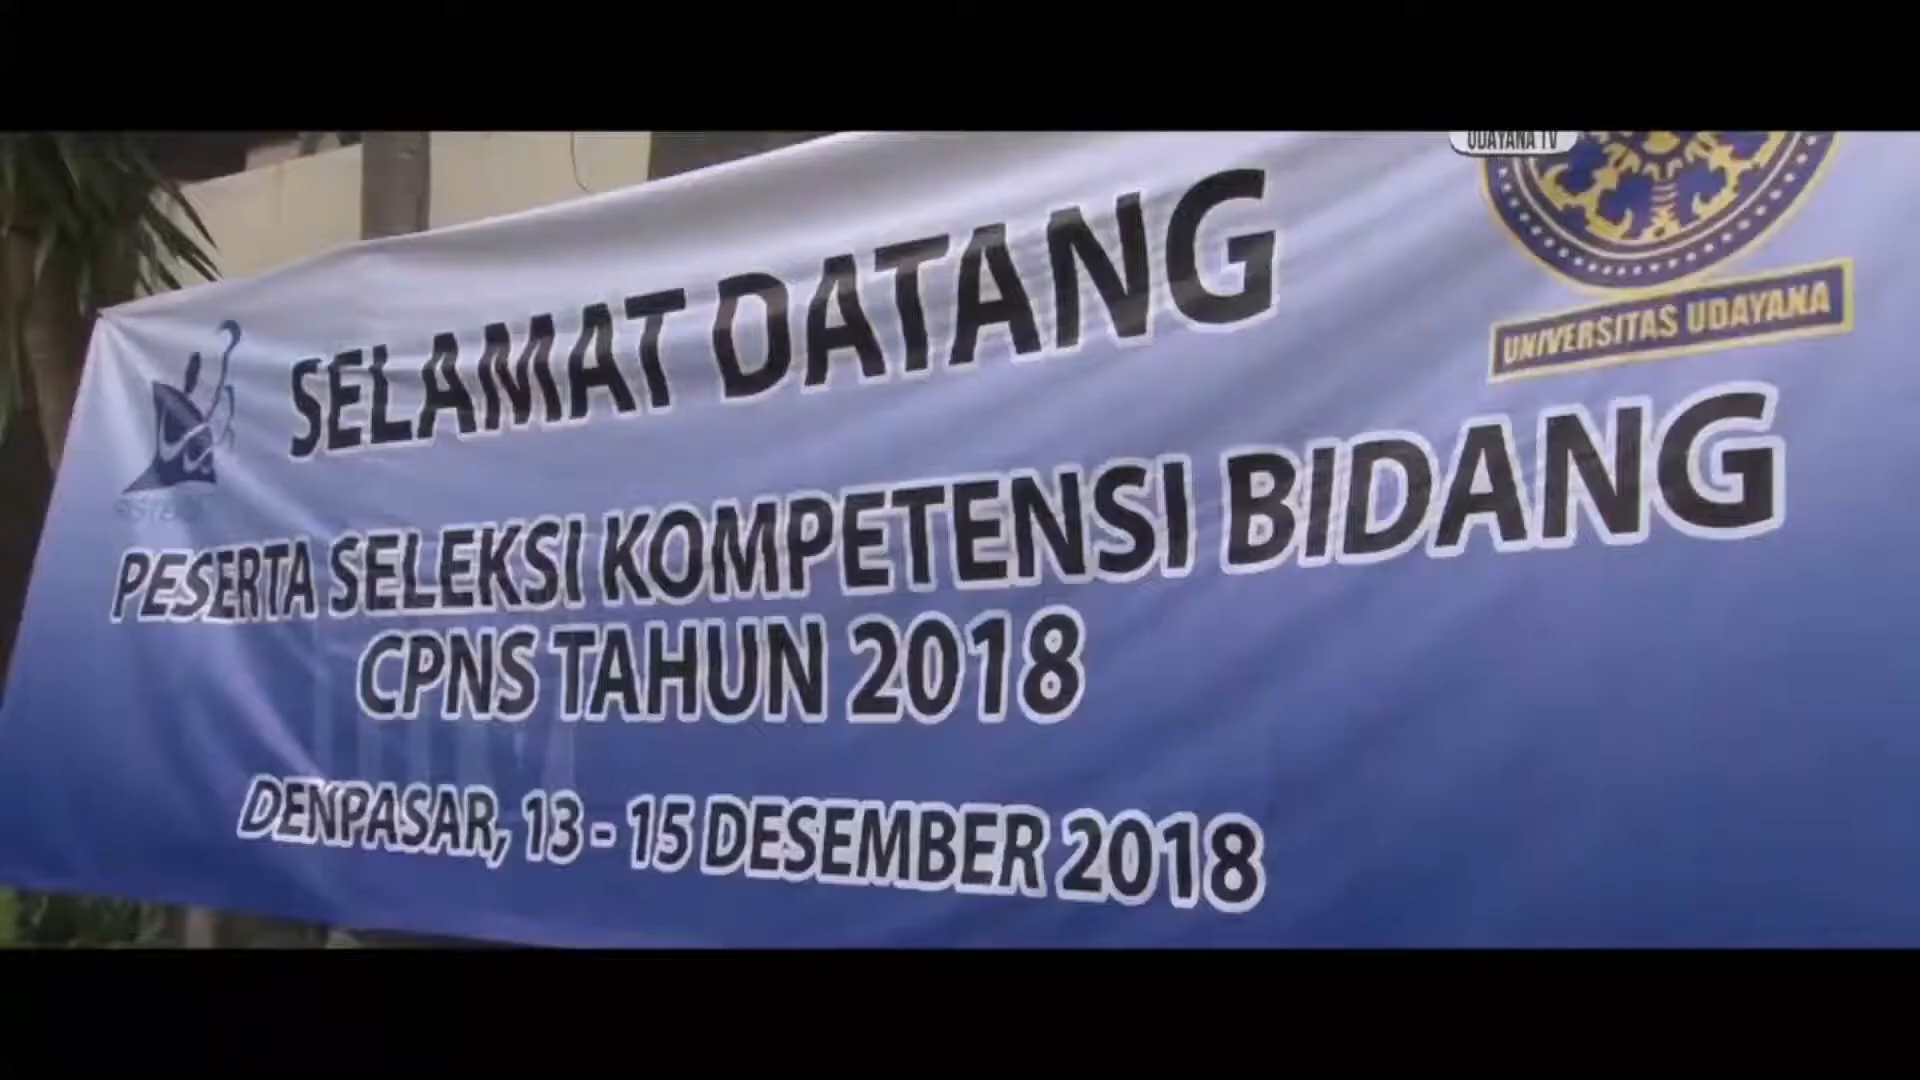 UDAYANA TV
UNIVERSITAS UDAYANA
SELAMAT DATANG
PESERTA SELEKSI KOMPETENSI BIDANG
CPNS TAHUN 2018
DENPASAR, 13 - 15 DESEMBER 2018